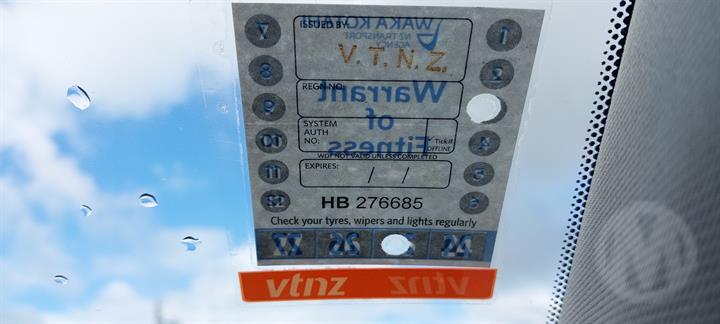 7 WAKA KOTAHI 1
NZ TRANSPORT
AGENCY
ISSUED BY:
V.T.N.Z.
8 2
REGN NO:
Warrant
9
of
10 SYSTEM
AUTH
NO:
Tick if
OFFLINE
4
Fitness
WOF NOT VALID UNLESS COMPLETED
11 EXPIRES: / / 5
12 HB 276685 6
Check your tyres, wipers and lights regularly
27 26 24
vtnz vtnz